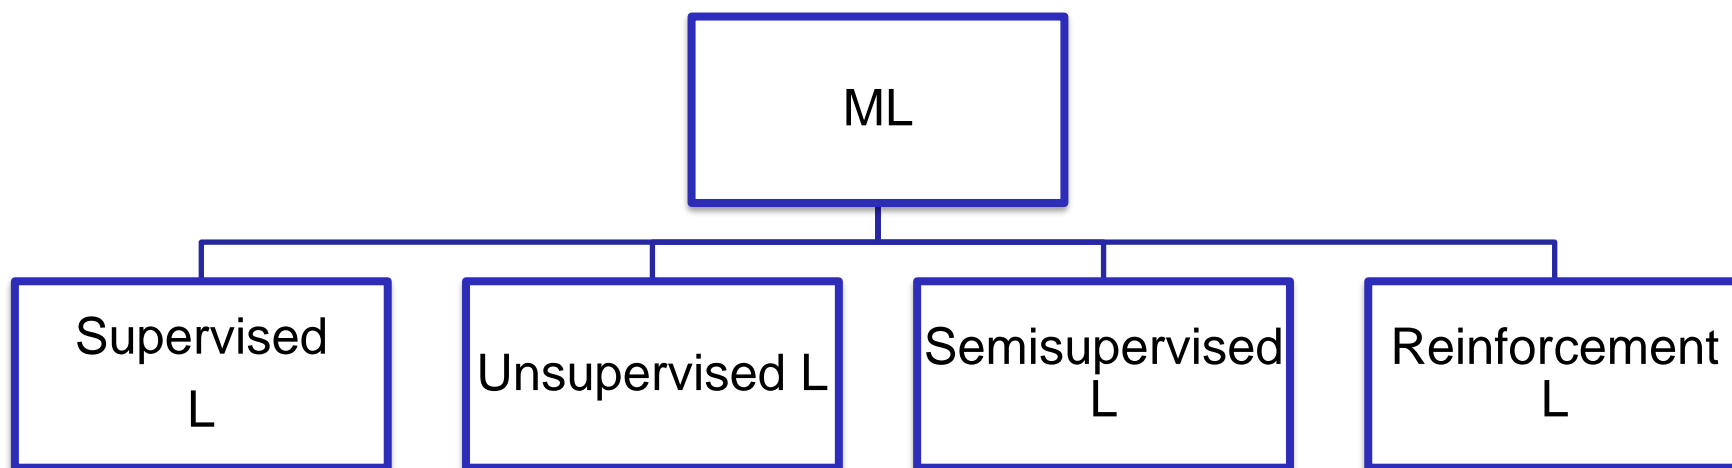 ML
Supervised
L
Unsupervised L
Semisupervised
L
Reinforcement
L